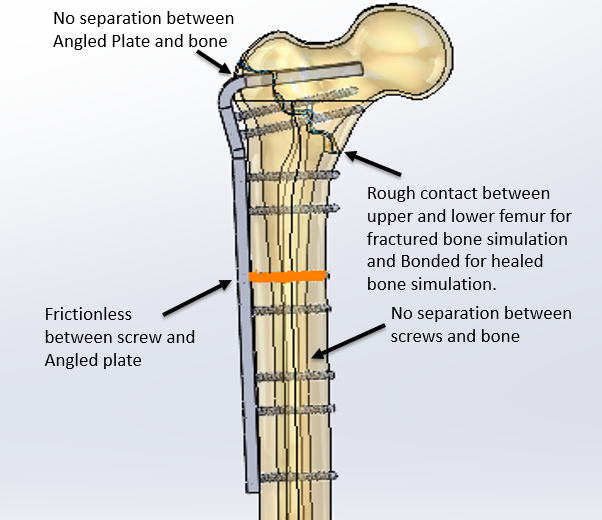 No separation between
Angled Plate and bone
Rough contact between
upper and lower femur for
fractured bone simulation
and Bonded for healed
bone simulation.
Frictionless
between screw and
Angled plate
No separation between
screws and bone